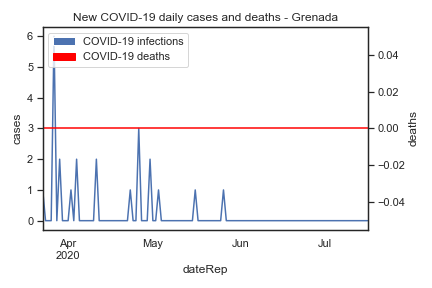 New COVID-19 daily cases and deaths - Grenada
COVID-19 infections
COVID-19 deaths
6
5
4
3
2
1
0
cases
0.04
0.02
0.00
−0.02
−0.04
deaths
Apr
2020
May
Jun
Jul
dateRep